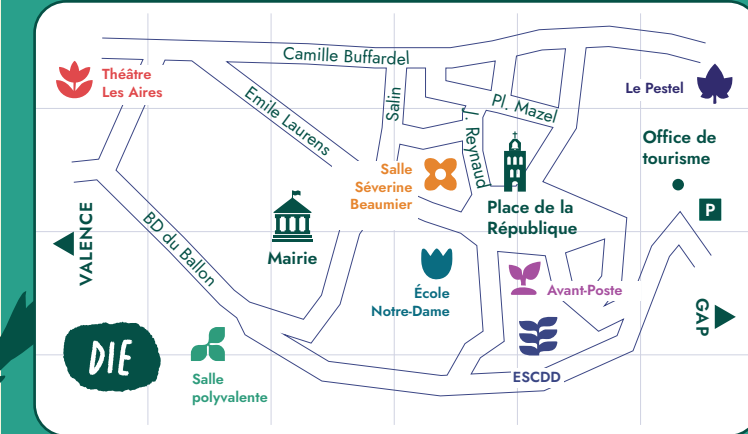 Camille Buffardel
Théâtre
Les Aires
Emile Laurens
Salin
J. Reynaud
Pl. Mazel
Le Pestel
Office de
tourisme
P
Salle
Séverine
Beaumier
Place de la
République
VALENCE
BD du Ballon
Mairie
École
Notre-Dame
Avant-Poste
GAP
DIE
Salle
polyvalente
ESCDD